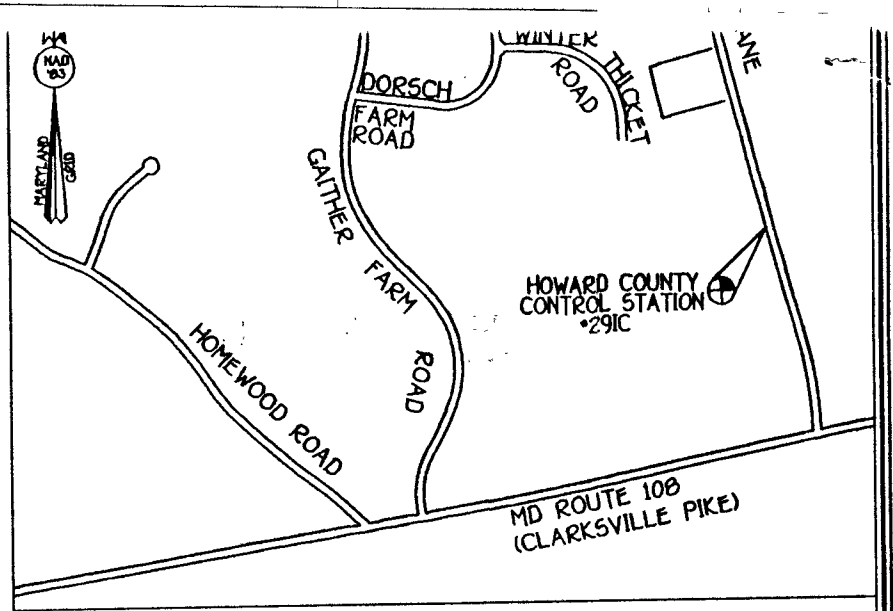 NAD
'83
MARYLAND
GRID
WINTER
THICKET
ROAD
ANE
DORSCH
FARM
ROAD
GAITHER FARM ROAD
HOWARD COUNTY
CONTROL STATION
*29IC
HOMEWOOD ROAD
MD ROUTE 108
(CLARKSVILLE PIKE)